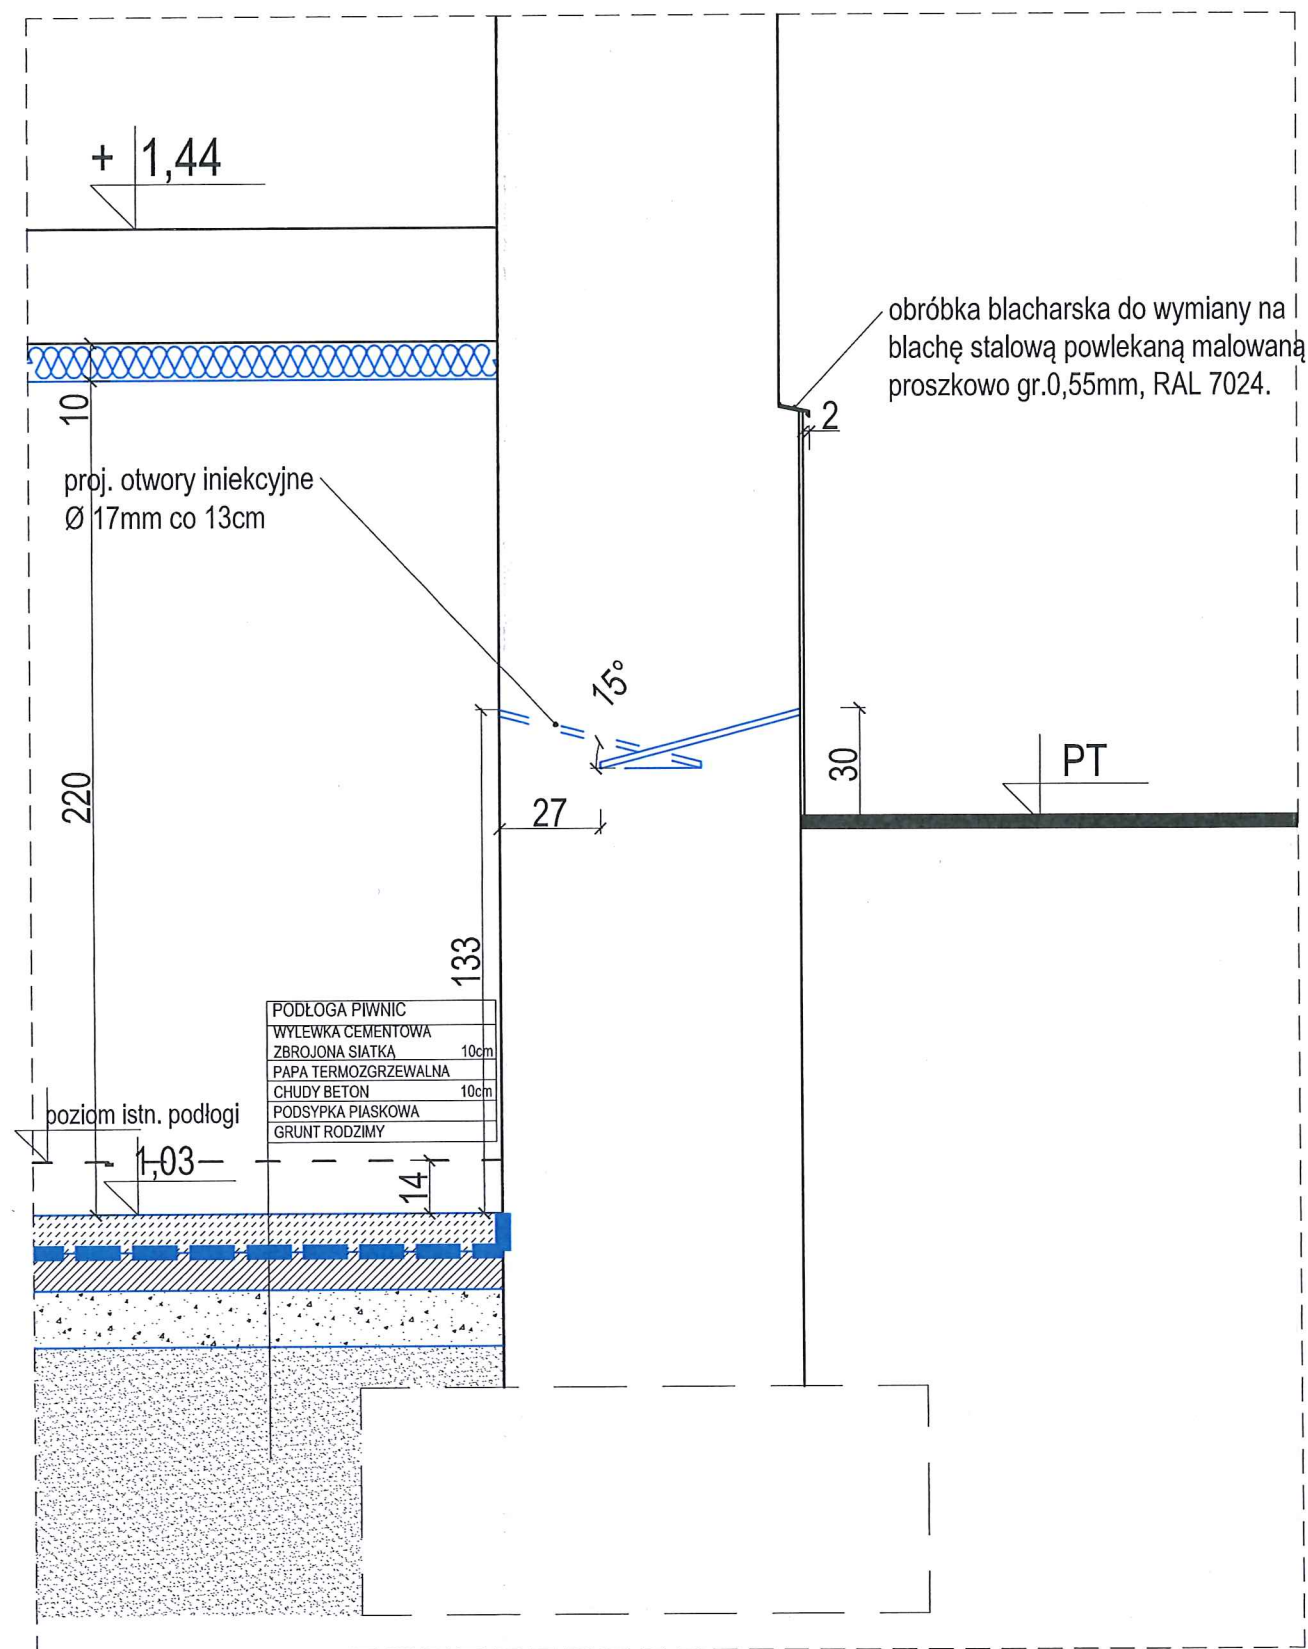 + 1,44
obróbka blacharska do wymiany na
blachę stalową powlekaną malowaną
proszkowo gr.0,55mm, RAL 7024.
10
2
proj. otwory iniekcyjne
Ø 17mm co 13cm
15°
220
30
PT
27
133
PODŁOGA PIWNIC
WYLEWKA CEMENTOWA
ZBROJONA SIATKĄ 10cm
PAPA TERMOZGRZEWALNA
CHUDY BETON 10cm
PODSYPKA PIASKOWA
GRUNT RODZIMY
poziom istn. podłogi
- 1,03
14